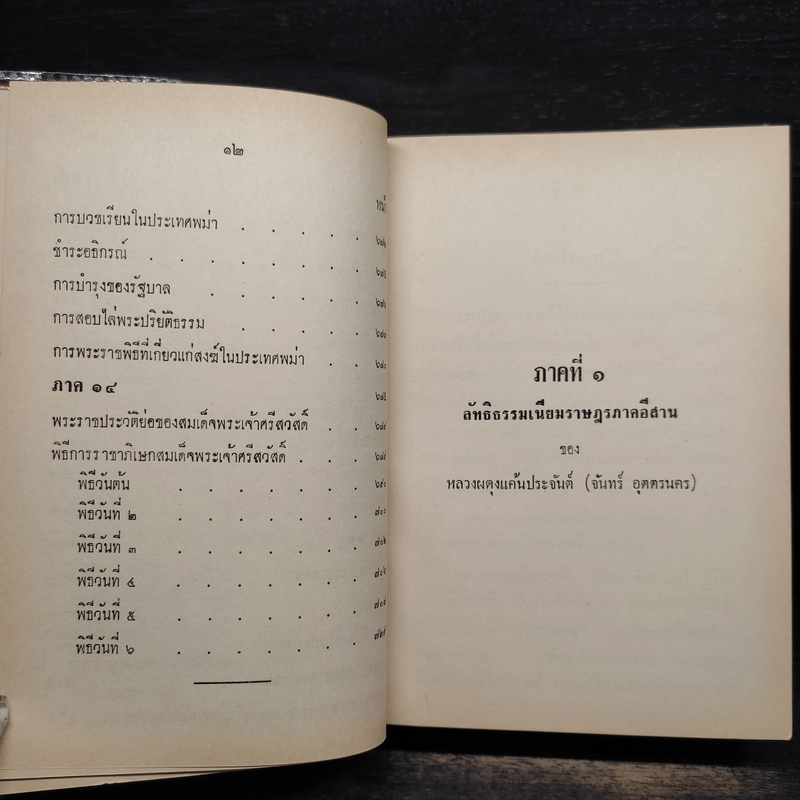 ๑๒
หน้า
การบวชเรียนในประเทศพม่า . . . .
ชำระอธิกรณ์ . . . . . . .
การบำรุงของรัฐบาล . . . . . .
การสอบไล่พระปริยัติธรรม . . . . .
การพระราชพิธีที่เกี่ยวแก่สงฆ์ในประเทศพม่า . .
ภาค ๑๔
พระราชประวัติย่อของสมเด็จพระเจ้าศรีสวัสดิ์ . .
พิธีการราชาภิเษกสมเด็จพระเจ้าศรีสวัสดิ์ . . .
พิธีวันต้น . . . . . . ๖๙๐
พิธีวันที่ ๒ . . . . . . ๗๐๐
พิธีวันที่ ๓ . . . . . . ๗๐๒
พิธีวันที่ ๔ . . . . . . ๗๐๖
พิธีวันที่ ๕ . . . . . .
พิธีวันที่ ๖ . . . . . .
ภาคที่ ๑
ลัทธิธรรมเนียมราษฎรภาคอีสาน
ของ
หลวงผดุงแคว้นประจันต์ (จันทร์ อุตตรนคร)